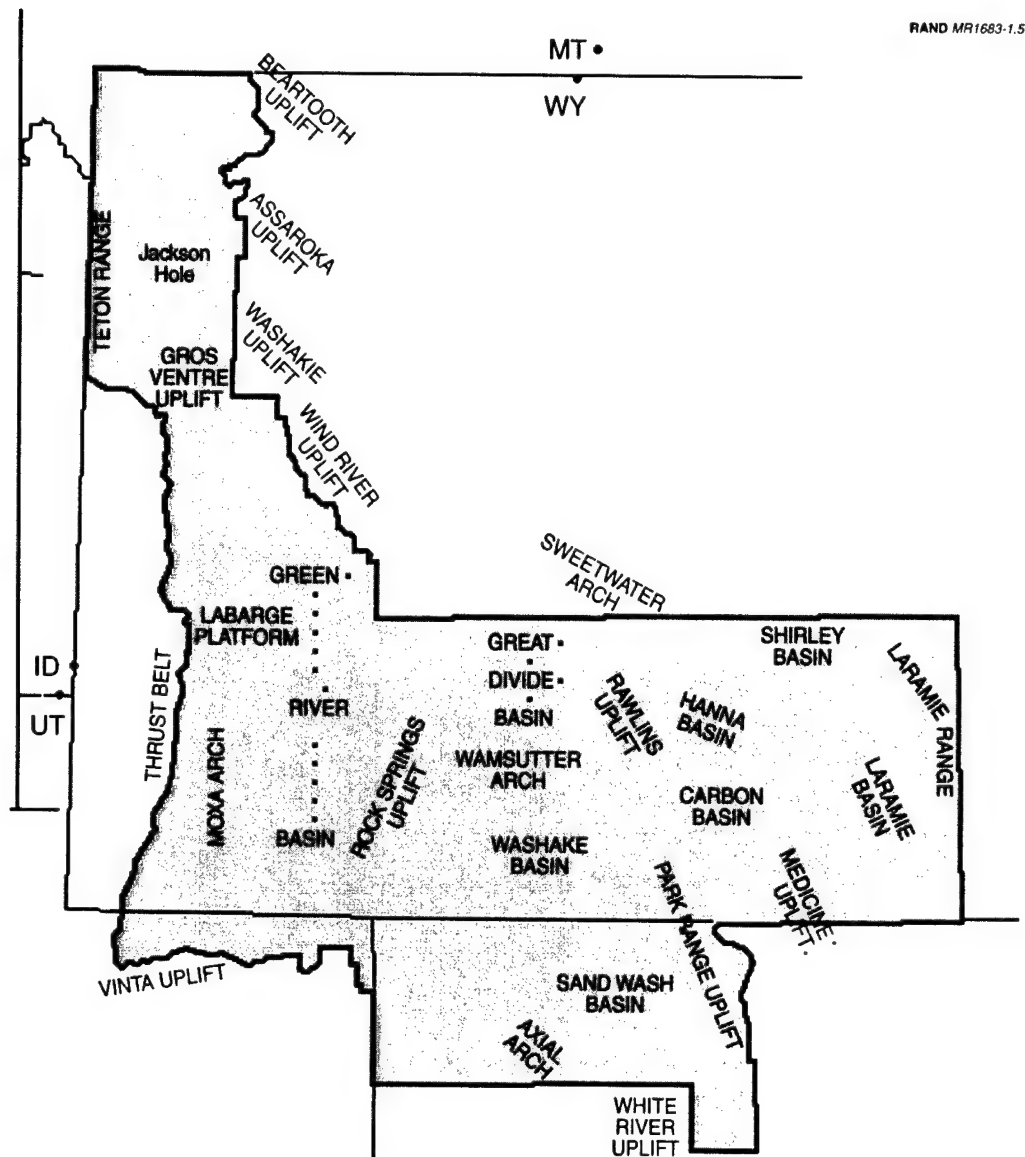 RAND MR1683-1.5
MT
WY
BEARTOOTH
UPLIFT
ASSAROKA
UPLIFT
TETON RANGE
Jackson
Hole
WASHAKIE
UPLIFT
GROS
VENTRE
UPLIFT
WIND RIVER
UPLIFT
SWEETWATER
ARCH
GREEN
LABARGE
PLATFORM
GREAT
SHIRLEY
BASIN
ID
UT
THRUST BELT
DIVIDE
RAWLINS
UPLIFT
HANNA
BASIN
LARAMIE RANGE
RIVER
BASIN
MOXA ARCH
ROCK SPRINGS
UPLIFT
WAMSUTTER
ARCH
CARBON
BASIN
LARAMIE
BASIN
BASIN
WASHAKE
BASIN
PARK RANGE UPLIFT
MEDICINE
UPLIFT
VINTA UPLIFT
SAND WASH
BASIN
AXIAL
ARCH
WHITE
RIVER
UPLIFT